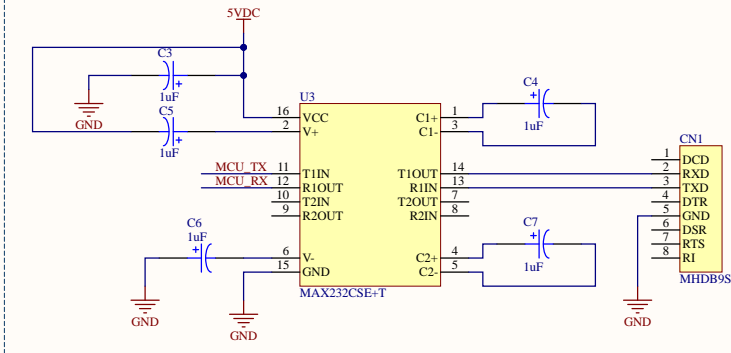 5VDC
C3
+
1uF
GND
C5
+
1uF
U3
16 VCC C1+ 1
2 V+ C1- 3
C4
+
1uF
MCU_TX 11 T1IN T1OUT 14
MCU_RX 12 R1OUT R1IN 13
10 T2IN T2OUT 7
9 R2OUT R2IN 8
6 V- C2+ 4
15 GND C2- 5
MAX232CSE+T
C6
1uF
+
GND
GND
C7
+
1uF
CN1
1 DCD
2 RXD
3 TXD
4 DTR
5 GND
6 DSR
7 RTS
8 RI
MHDB9S
GND